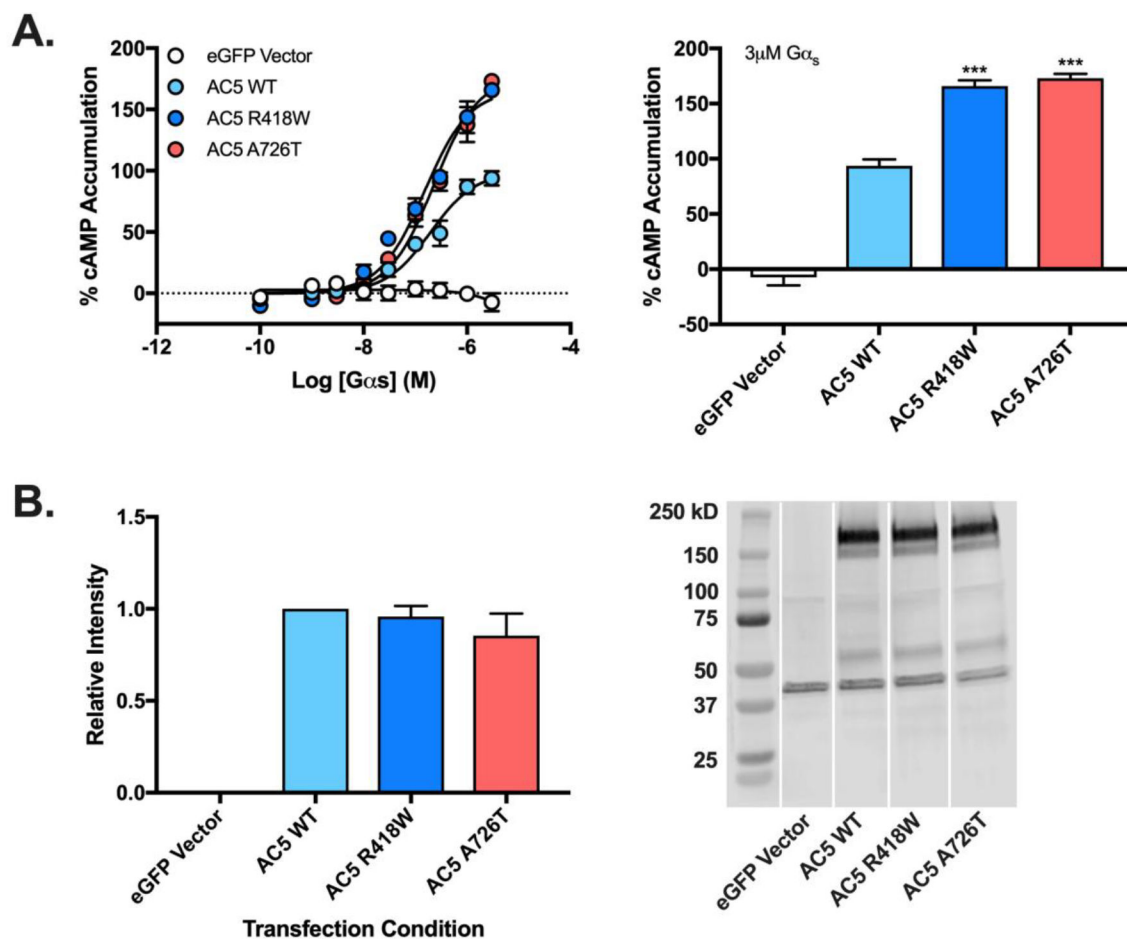 A.
% cAMP Accumulation
200
150
100
50
0
-12
-10
-8
-6
-4
Log [Gαs] (M)
eGFP Vector
AC5 WT
AC5 R418W
AC5 A726T
% cAMP Accumulation
200
150
100
50
0
-50
3μM Gαs
***
***
eGFP Vector
AC5 WT
AC5 R418W
AC5 A726T
B.
Relative Intensity
1.5
1.0
0.5
0.0
eGFP Vector
AC5 WT
AC5 R418W
AC5 A726T
Transfection Condition
250 kD
150
100
75
50
37
25
eGFP Vector
AC5 WT
AC5 R418W
AC5 A726T